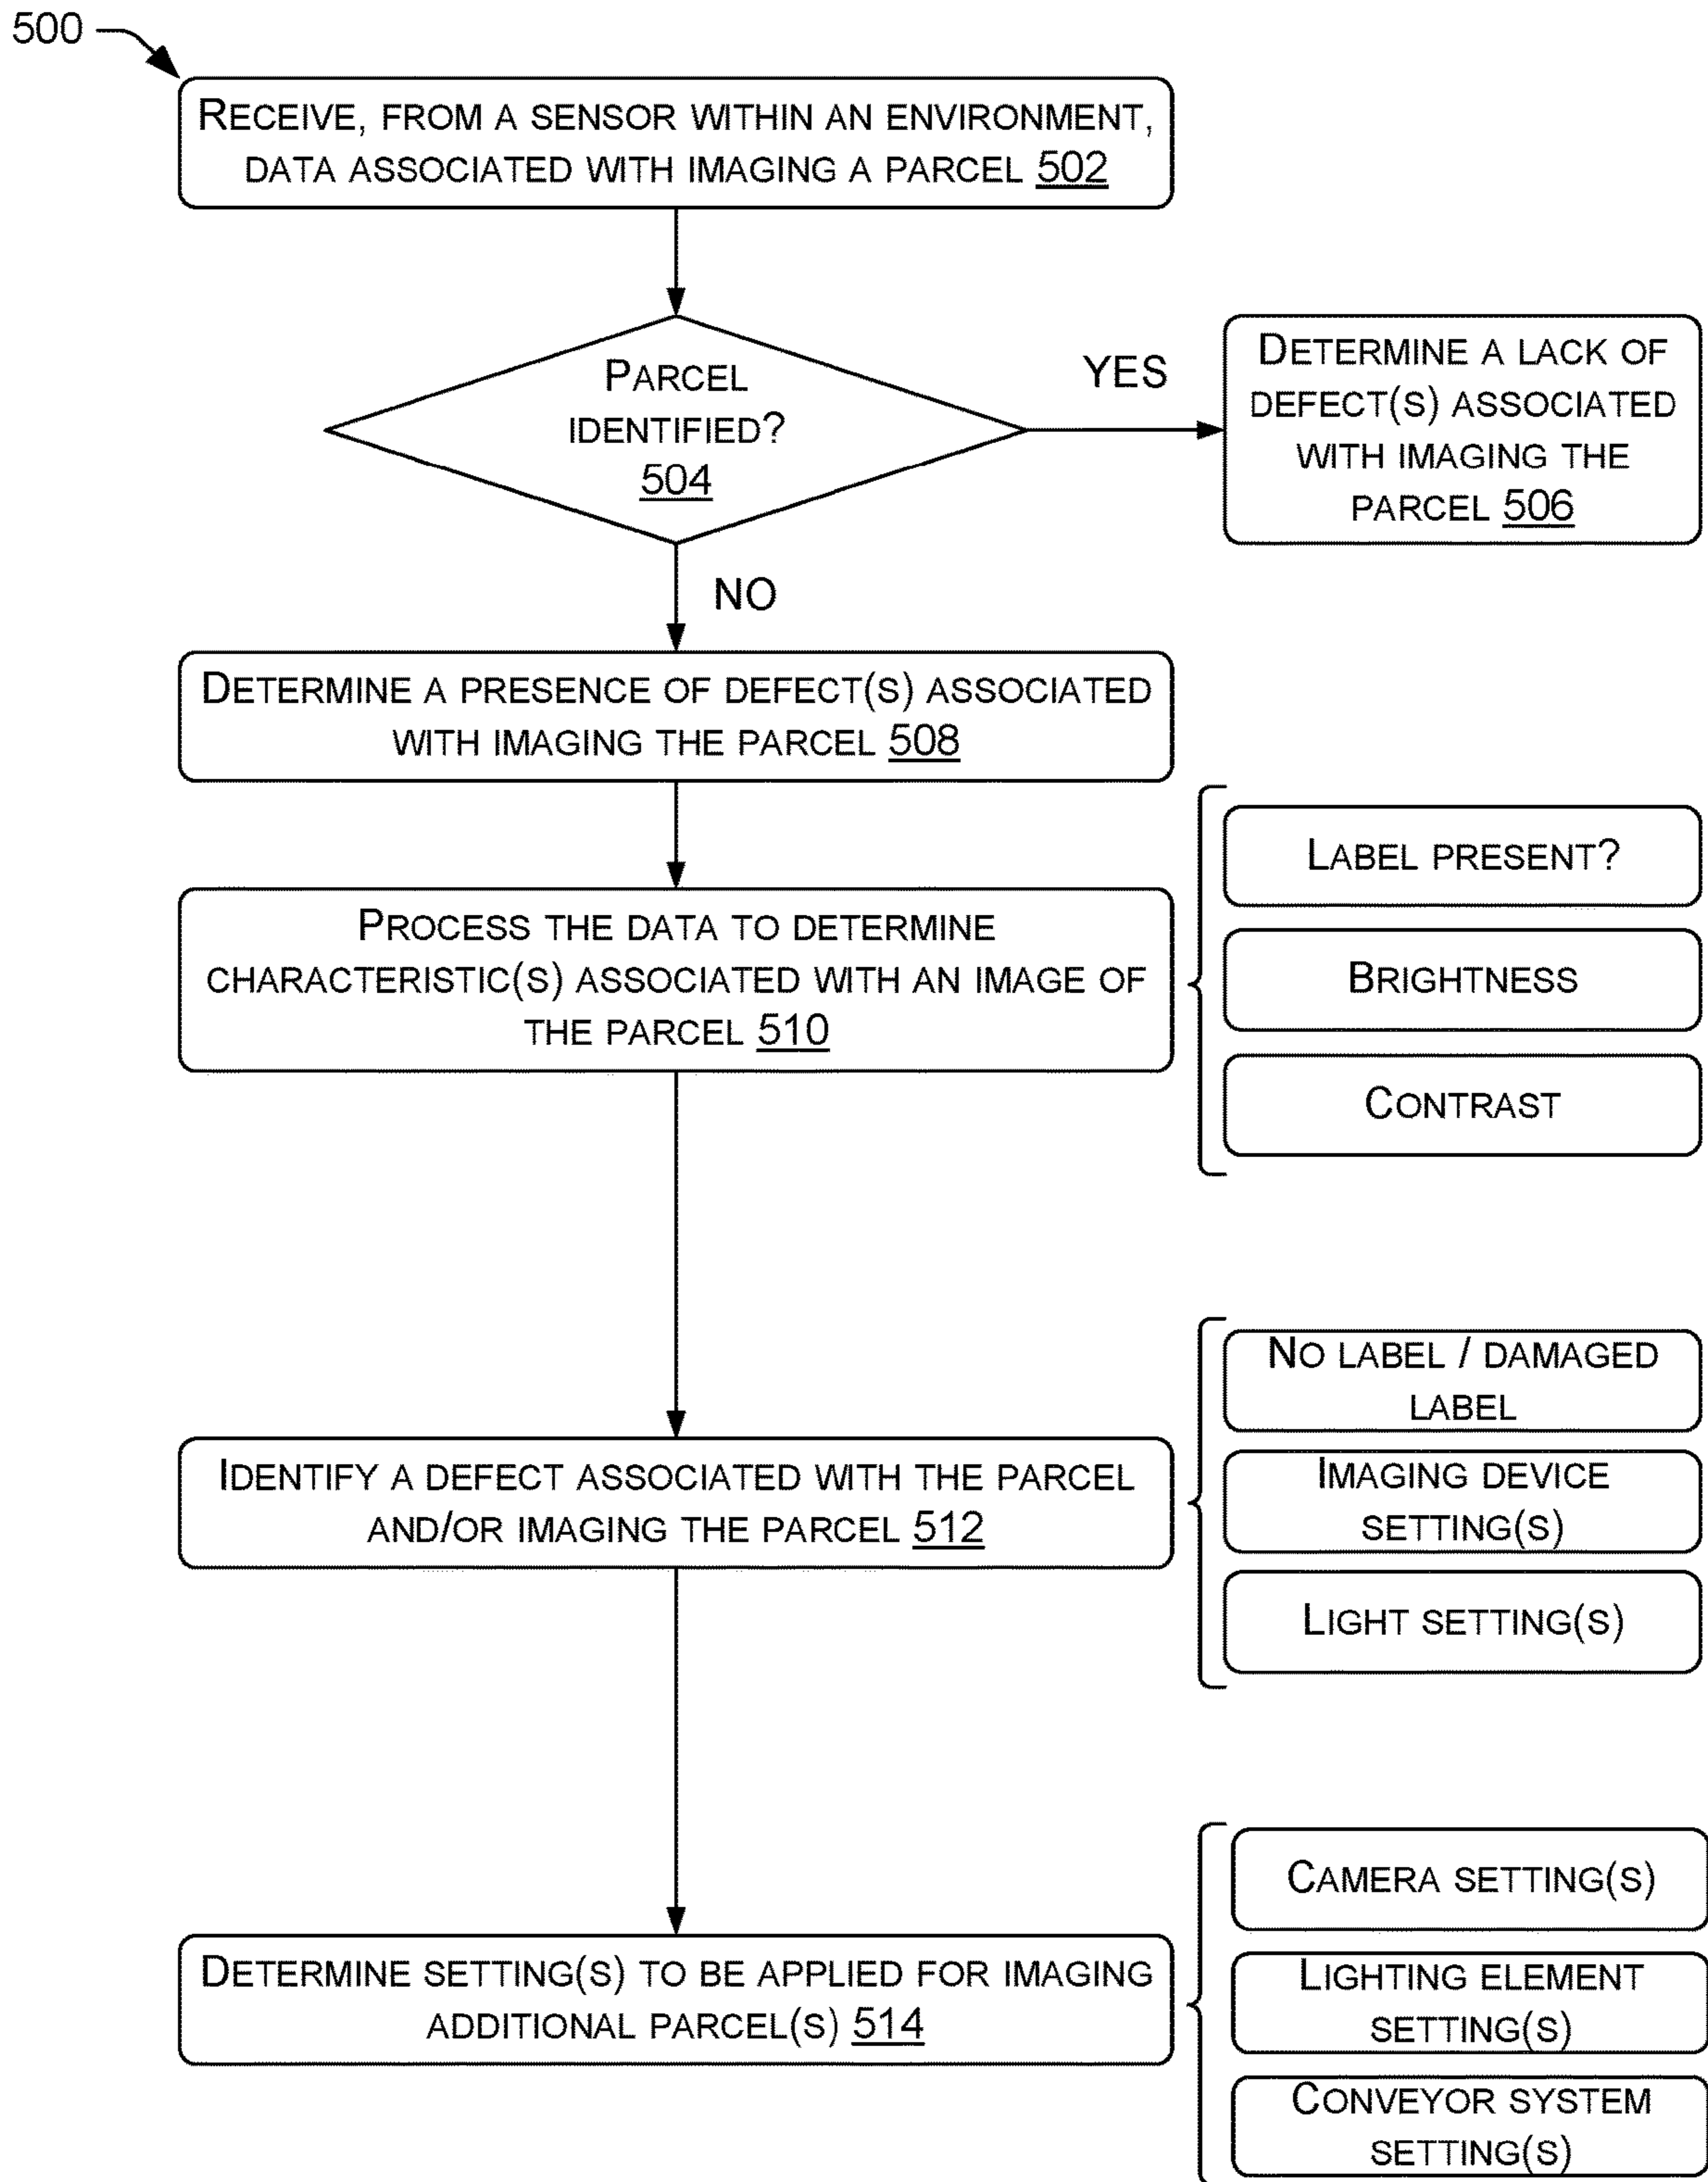 500
RECEIVE, FROM A SENSOR WITHIN AN ENVIRONMENT,
DATA ASSOCIATED WITH IMAGING A PARCEL 502
PARCEL
IDENTIFIED?
504
YES
DETERMINE A LACK OF
DEFECT(S) ASSOCIATED
WITH IMAGING THE
PARCEL 506
NO
DETERMINE A PRESENCE OF DEFECT(S) ASSOCIATED
WITH IMAGING THE PARCEL 508
PROCESS THE DATA TO DETERMINE
CHARACTERISTIC(S) ASSOCIATED WITH AN IMAGE OF
THE PARCEL 510
LABEL PRESENT?
BRIGHTNESS
CONTRAST
IDENTIFY A DEFECT ASSOCIATED WITH THE PARCEL
AND/OR IMAGING THE PARCEL 512
NO LABEL / DAMAGED
LABEL
IMAGING DEVICE
SETTING(S)
LIGHT SETTING(S)
DETERMINE SETTING(S) TO BE APPLIED FOR IMAGING
ADDITIONAL PARCEL(S) 514
CAMERA SETTING(S)
LIGHTING ELEMENT
SETTING(S)
CONVEYOR SYSTEM
SETTING(S)